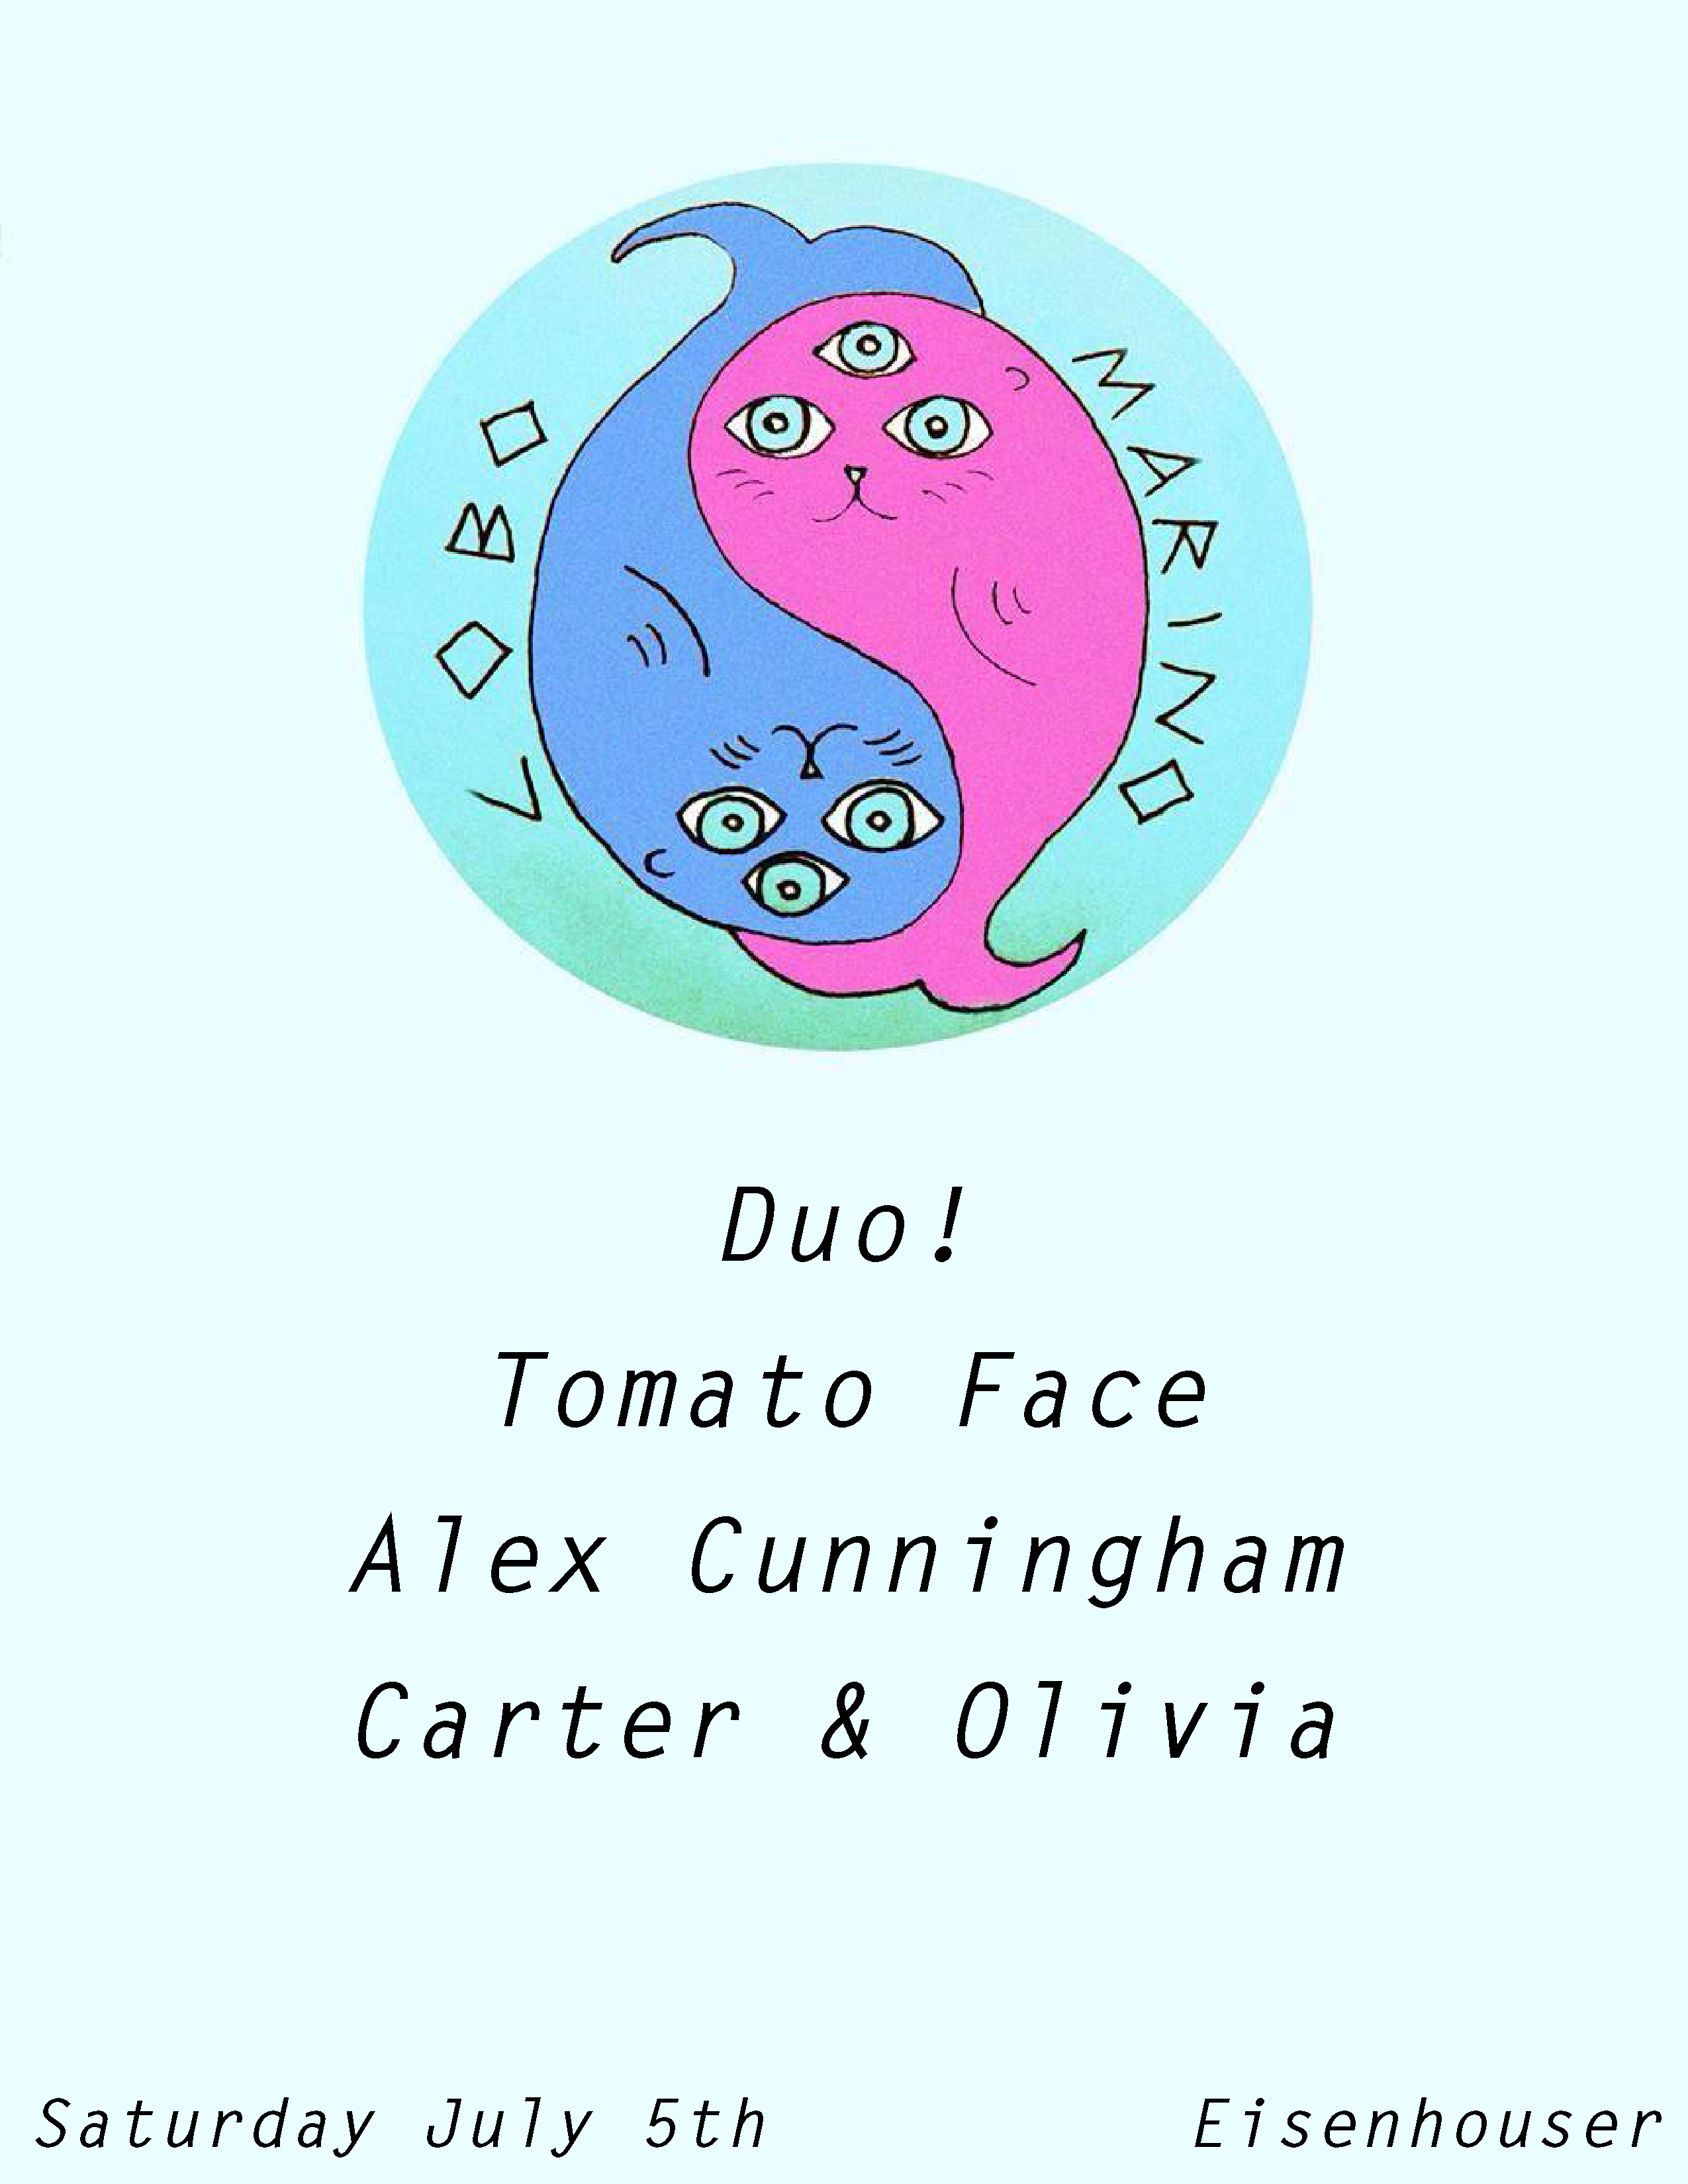 LOBO MARINO
Duo!
Tomato Face
Alex Cunningham
Carter & Olivia
Saturday July 5th
Eisenhouser